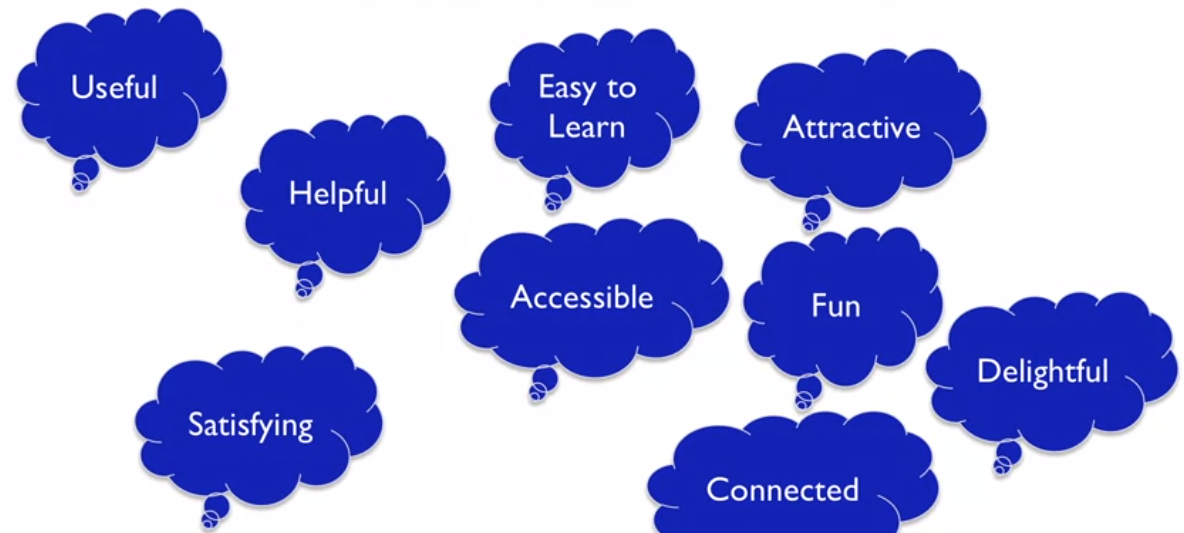 Useful
Easy to
Learn
Attractive
Helpful
Accessible
Fun
Delightful
Satisfying
Connected